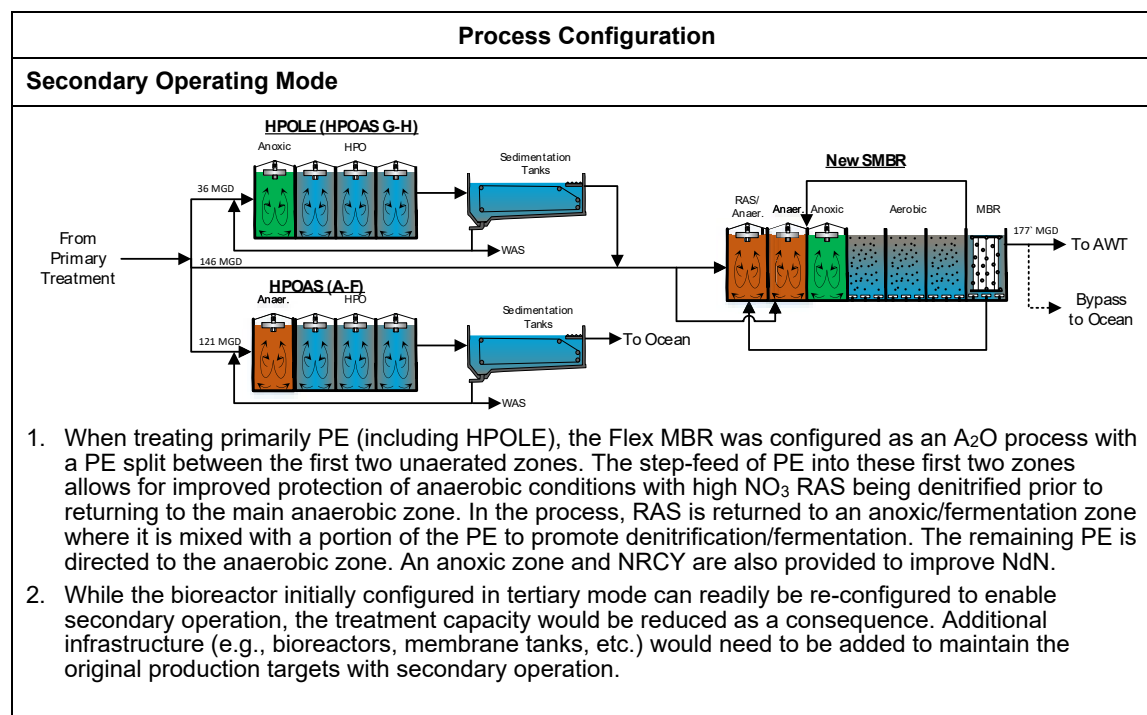 Process Configuration
Secondary Operating Mode
HPOLE (HPOAS G-H)
Anoxic HPO
Sedimentation
Tanks
36 MGD
WAS
From
Primary
Treatment
146 MGD
HPOAS (A-F)
Anaer. HPO
Sedimentation
Tanks
121 MGD
To Ocean
WAS
New SMBR
RAS/
Anaer. Anaer. Anoxic Aerobic MBR
177` MGD
To AWT
Bypass
to Ocean
1. When treating primarily PE (including HPOLE), the Flex MBR was configured as an A2O process with
a PE split between the first two unaerated zones. The step-feed of PE into these first two zones
allows for improved protection of anaerobic conditions with high NO3 RAS being denitrified prior to
returning to the main anaerobic zone. In the process, RAS is returned to an anoxic/fermentation zone
where it is mixed with a portion of the PE to promote denitrification/fermentation. The remaining PE is
directed to the anaerobic zone. An anoxic zone and NRCY are also provided to improve NdN.
2. While the bioreactor initially configured in tertiary mode can readily be re-configured to enable
secondary operation, the treatment capacity would be reduced as a consequence. Additional
infrastructure (e.g., bioreactors, membrane tanks, etc.) would need to be added to maintain the
original production targets with secondary operation.